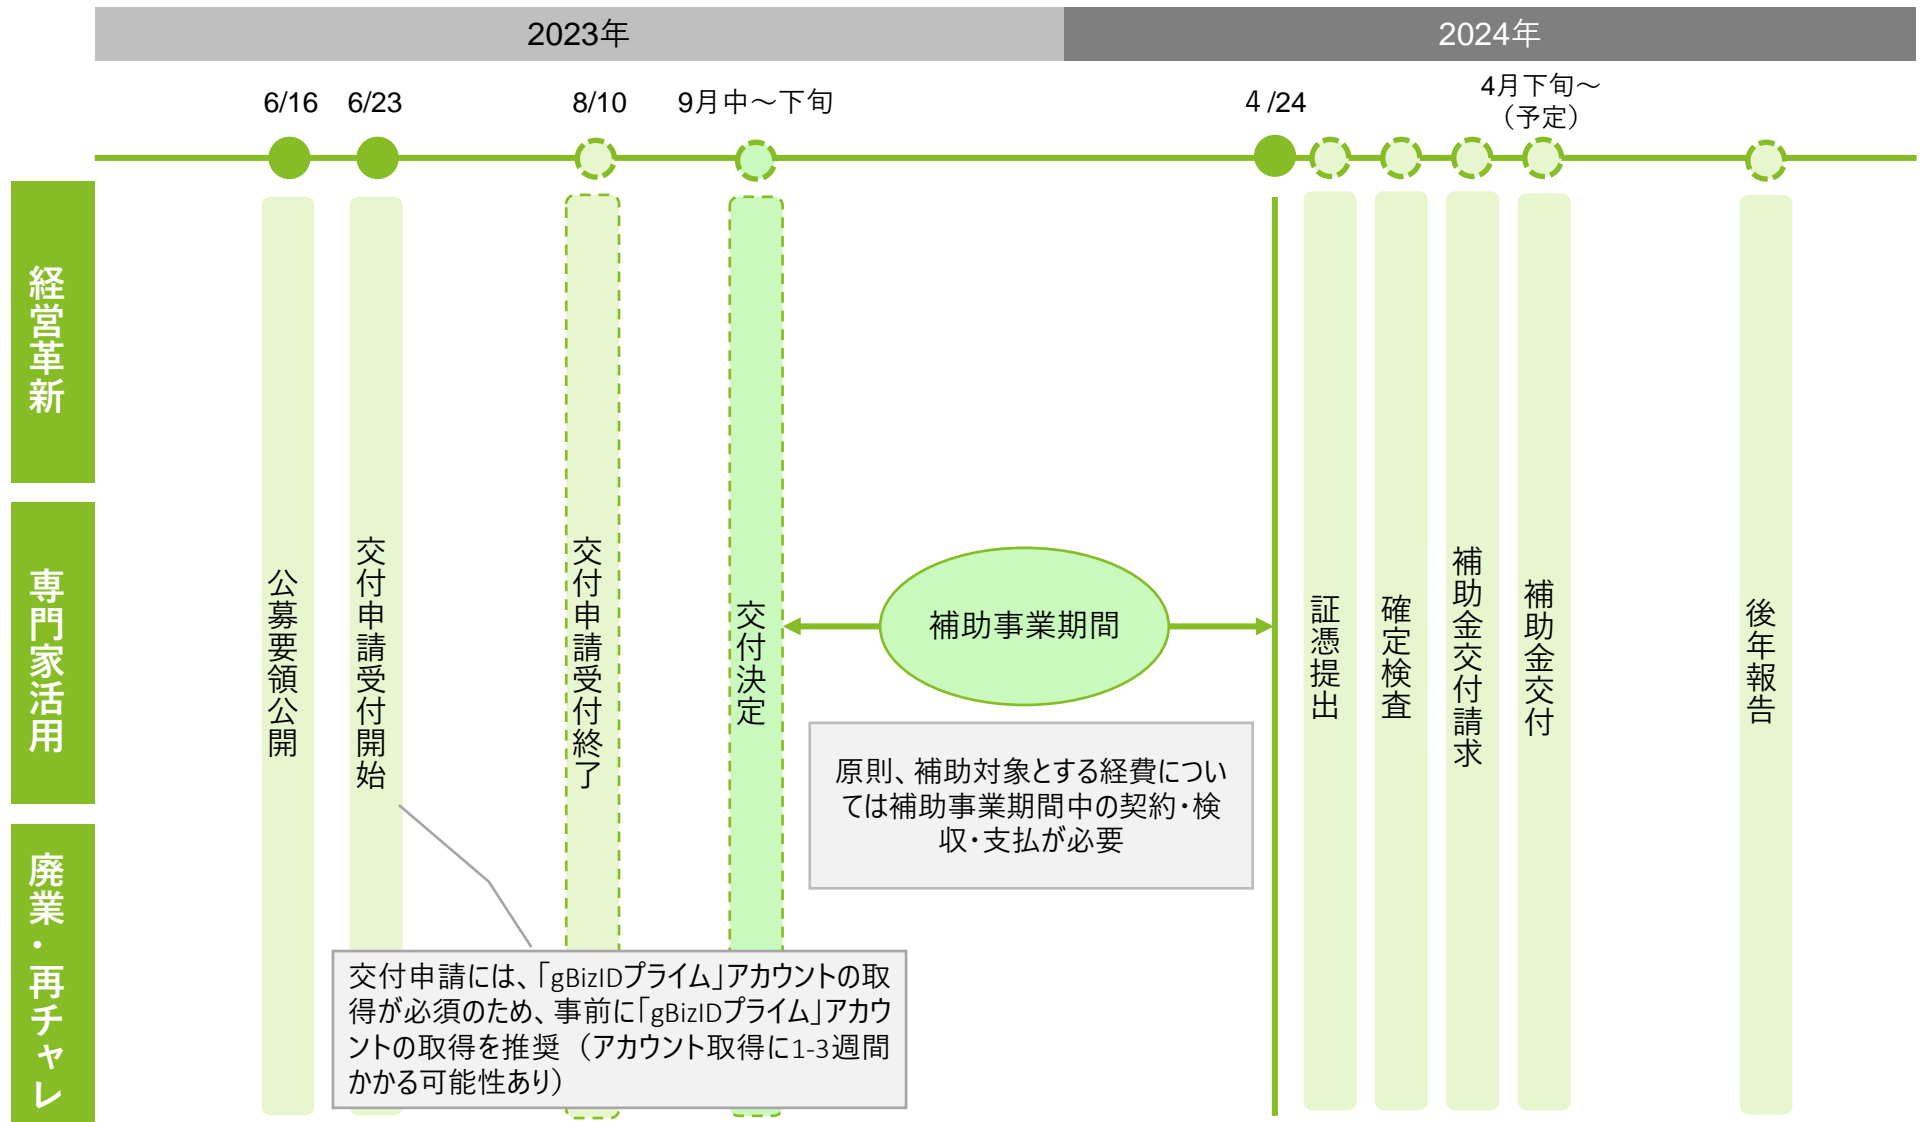 2023年
2024年
6/16
6/23
8/10
9月中～下旬
４/24
4月下旬～
（予定）
経営革新
専門家活用
廃業・再チャレ
公募要領公開
交付申請受付開始
交付申請受付終了
交付決定
補助事業期間
証憑提出
確定検査
補助金交付請求
補助金交付
後年報告
原則、補助対象とする経費につい
ては補助事業期間中の契約・検
収・支払が必要
交付申請には、「gBizIDプライム」アカウントの取
得が必須のため、事前に「gBizIDプライム」アカウ
ントの取得を推奨（アカウント取得に1-3週間
かかる可能性あり）